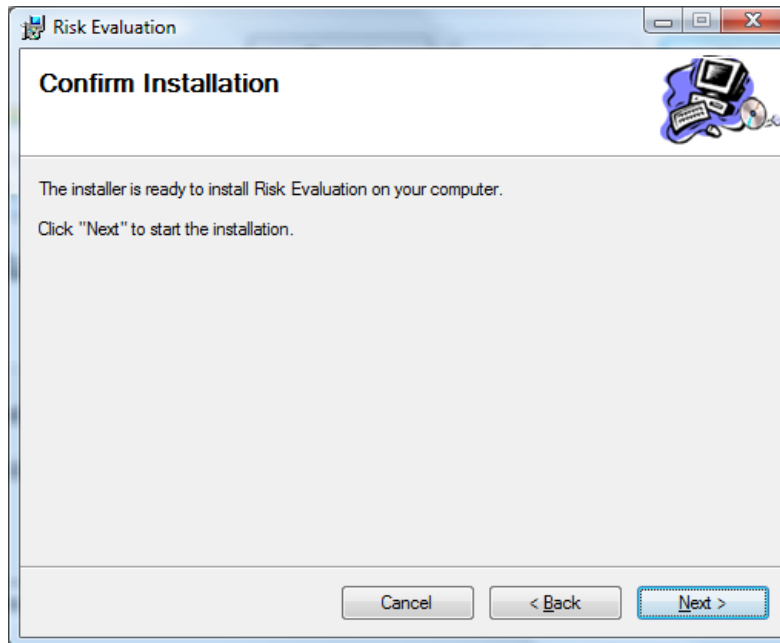 Risk Evaluation
Confirm Installation
The installer is ready to install Risk Evaluation on your computer.
Click "Next" to start the installation.
Cancel
< Back
Next >